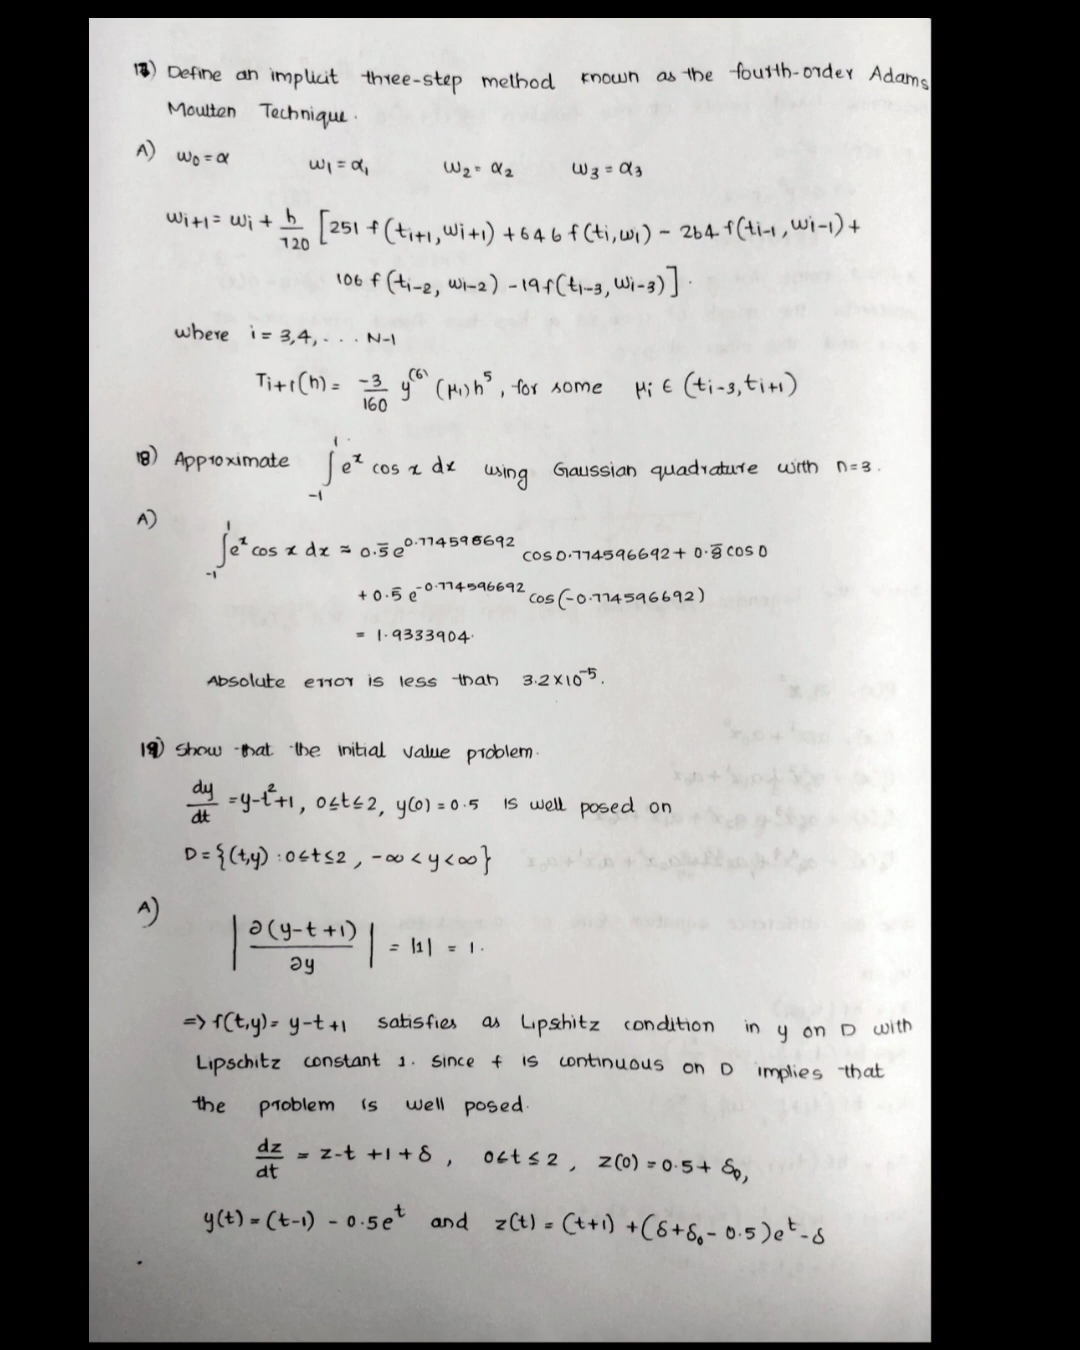 17) Define an implicit three-step method known as the fourth-order Adams
Moulten Technique.
A) w₀ = α w₁ = α₁ w₂ = α₂ w₃ = α₃
wᵢ₊₁ = wᵢ + h/720 [251 f(tᵢ₊₁, wᵢ₊₁) + 646 f(tᵢ, wᵢ) - 264 f(tᵢ₋₁, wᵢ₋₁) +
106 f(tᵢ₋₂, wᵢ₋₂) - 19f(tᵢ₋₃, wᵢ₋₃)].
where i = 3,4, . . . N-1
Tᵢ₊₁(h) = -3/160 y⁽⁶⁾ (μᵢ)h⁵, for some μᵢ ∈ (tᵢ₋₃, tᵢ₊₁)
18) Approximate ∫₋₁¹ eˣ cos x dx using Gaussian quadrature with n=3.
A) ∫₋₁¹ eˣ cos x dx ≈ 0.5̅ e^0.774596692 cos 0.774596692 + 0.8̅ cos 0
+ 0.5̅ e^-0.774596692 cos(-0.774596692)
= 1.9333904.
Absolute error is less than 3.2×10⁻⁵.
19) Show that the initial value problem.
dy/dt = y-t²+1, 0≤t≤2, y(0) = 0.5 is well posed on
D = {(t,y) : 0≤t≤2, -∞ < y < ∞}
A) |∂(y-t+1)/∂y| = |1| = 1.
=> f(t,y) = y-t+1 satisfies as Lipshitz condition in y on D with
Lipschitz constant 1. Since f is continuous on D implies that
the problem is well posed.
dz/dt = z-t+1+δ, 0≤t≤2, z(0) = 0.5 + δ₀,
y(t) = (t-1) - 0.5eᵗ and z(t) = (t+1) + (δ+δ₀ - 0.5)eᵗ-δ